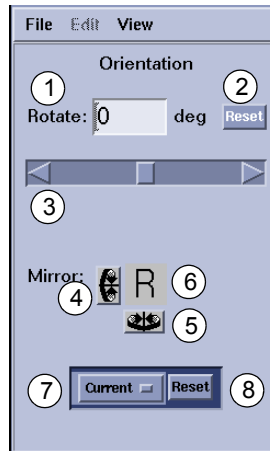 File Edit View
Orientation
1 2
Rotate: 0 deg Reset
3
Mirror: R 6
4
5
7 Current Reset 8